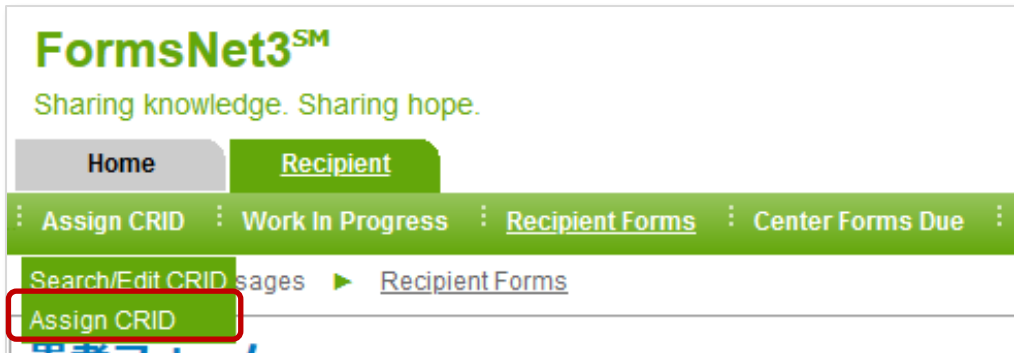 FormsNet3℠
Sharing knowledge. Sharing hope.
Home Recipient
Assign CRID Work In Progress Recipient Forms Center Forms Due
Search/Edit CRID sages ► Recipient Forms
Assign CRID